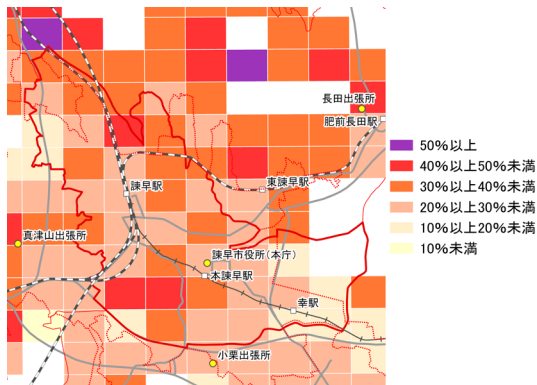 長田出張所
肥前長田駅
諫早駅
東諫早駅
真津山出張所
諫早市役所(本庁)
本諫早駅
幸駅
小栗出張所
50%以上
40%以上50%未満
30%以上40%未満
20%以上30%未満
10%以上20%未満
10%未満